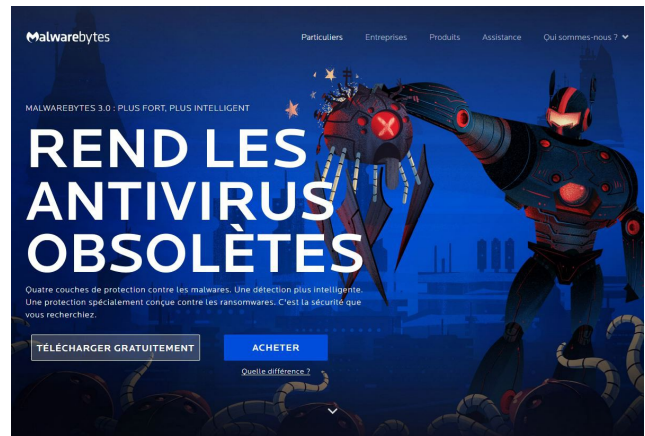 Malwarebytes
Particuliers Entreprises Produits Assistance Qui sommes-nous ?
MALWAREBYTES 3.0 : PLUS FORT, PLUS INTELLIGENT
REND LES
ANTIVIRUS
OBSOLÈTES
Quatre couches de protection contre les malwares. Une détection plus intelligente.
Une protection spécialement conçue contre les ransomwares. C'est la sécurité que
vous recherchiez.
TÉLÉCHARGER GRATUITEMENT
ACHETER
Quelle différence ?